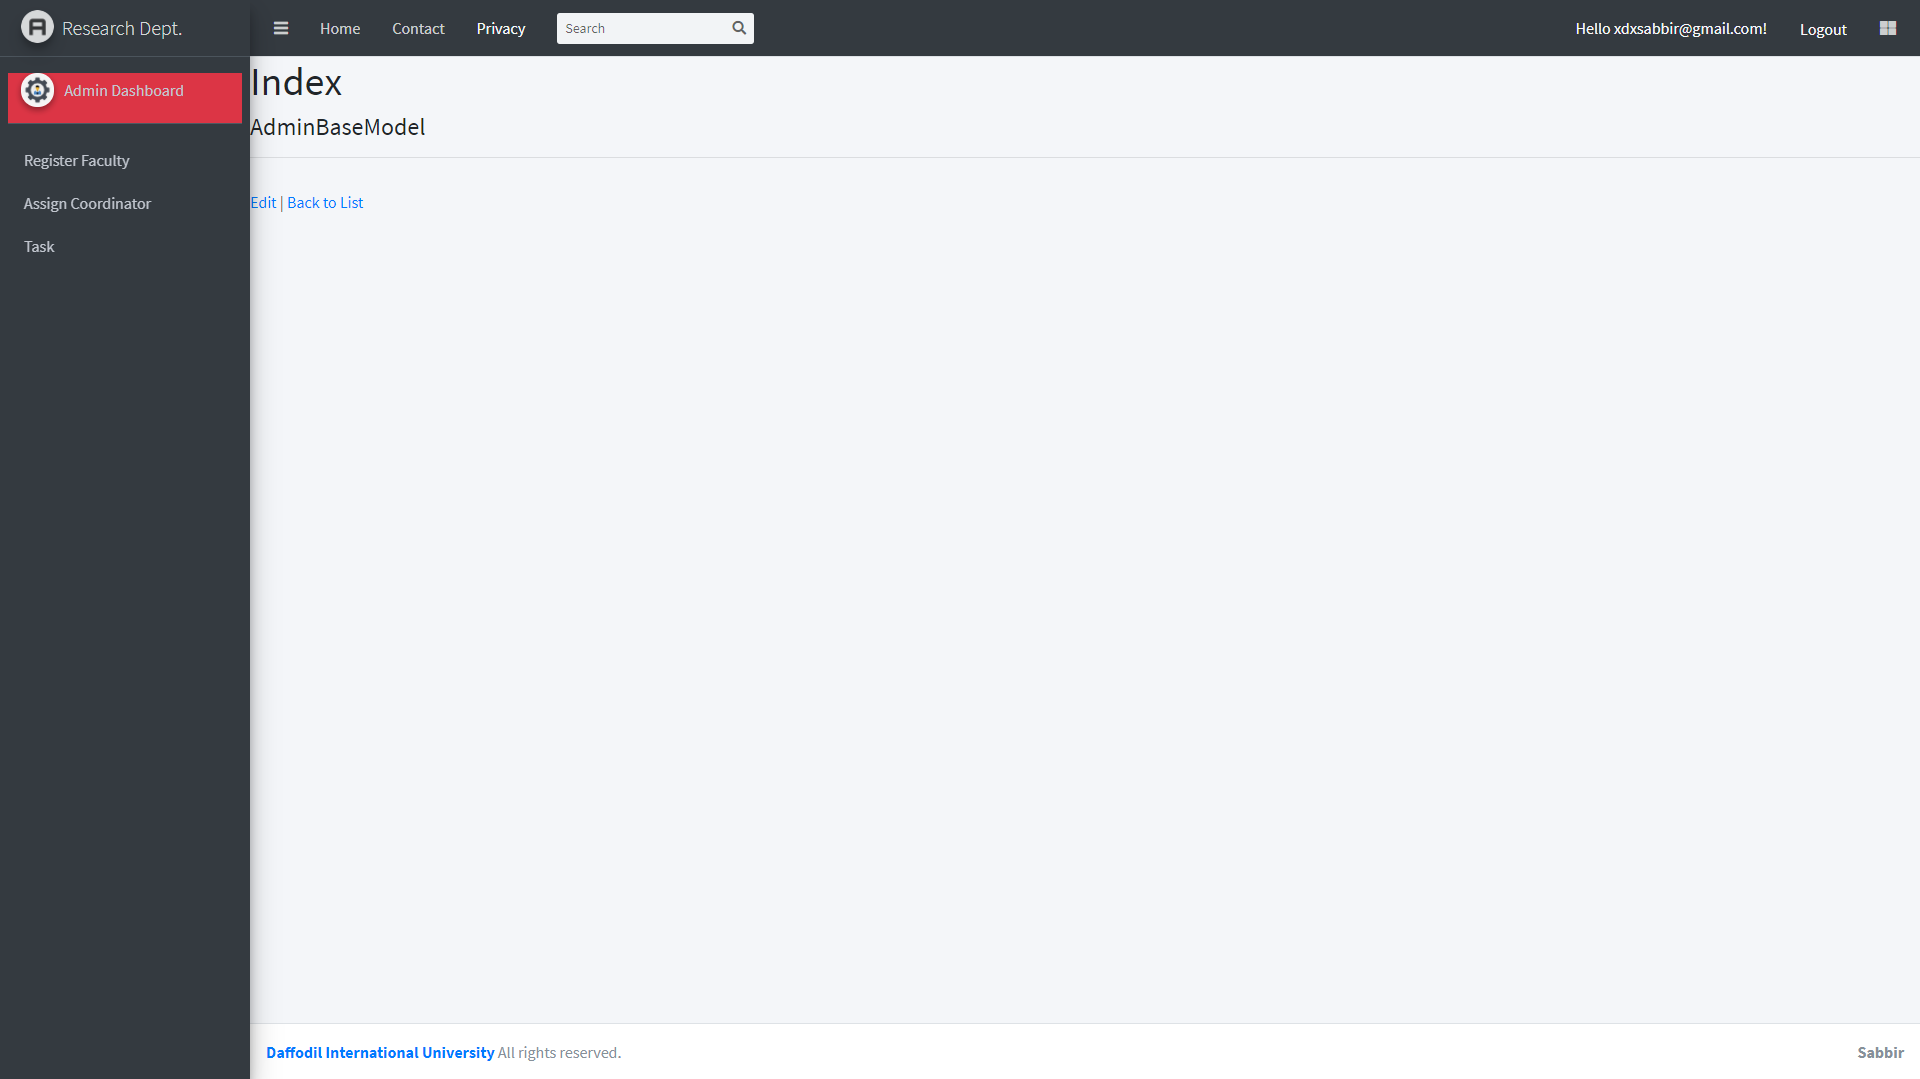 Research Dept.
Home
Contact
Privacy
Search
Hello xdxsabbir@gmail.com!
Logout
Admin Dashboard
Register Faculty
Assign Coordinator
Task
Index
AdminBaseModel
Edit | Back to List
Daffodil International University All rights reserved.
Sabbir